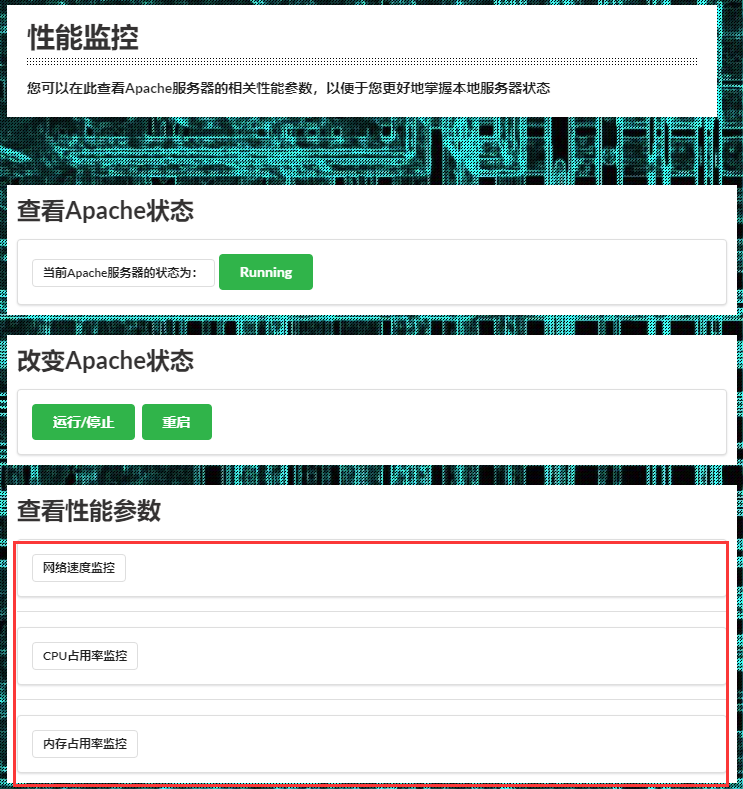 性能监控
您可以在此查看Apache服务器的相关性能参数，以便于您更好地掌握本地服务器状态
查看Apache状态
当前Apache服务器的状态为： Running
改变Apache状态
运行/停止 重启
查看性能参数
网络速度监控
CPU占用率监控
内存占用率监控